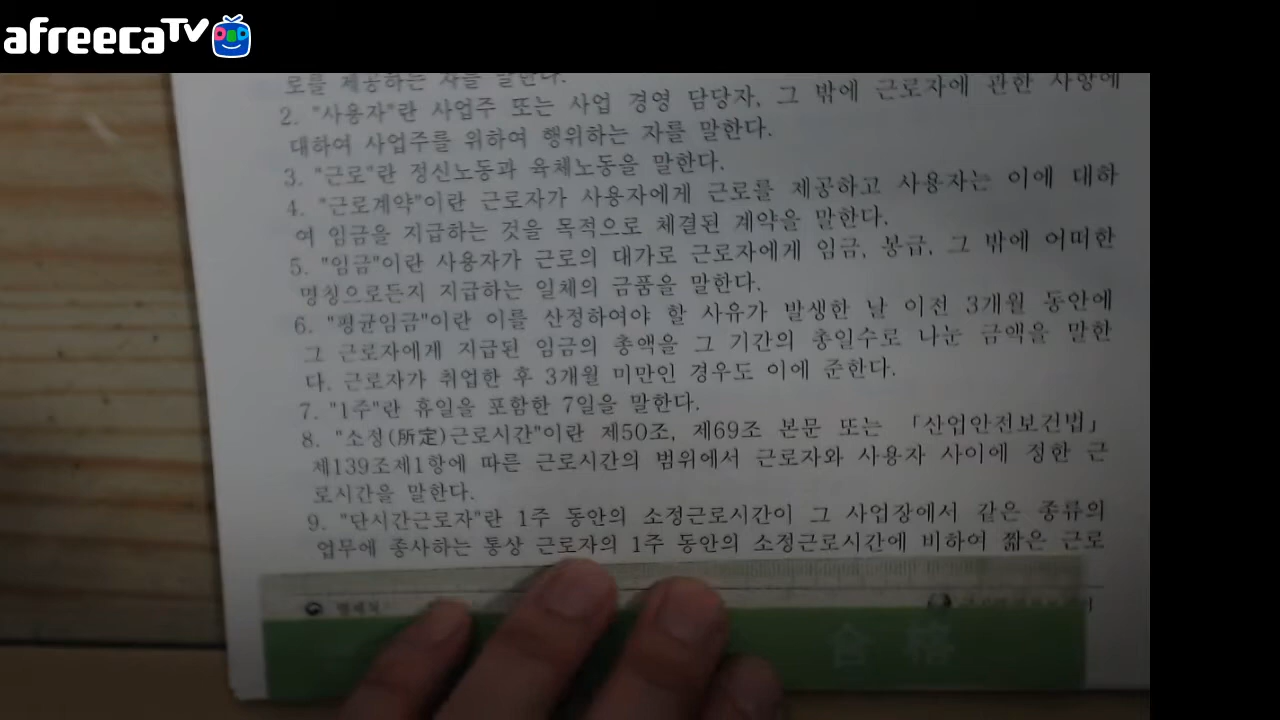 afreecaTV
로를 제공하는 자를 말한다.
2. "사용자"란 사업주 또는 사업 경영 담당자, 그 밖에 근로자에 관한 사항에
대하여 사업주를 위하여 행위하는 자를 말한다.
3. "근로"란 정신노동과 육체노동을 말한다.
4. "근로계약"이란 근로자가 사용자에게 근로를 제공하고 사용자는 이에 대하
여 임금을 지급하는 것을 목적으로 체결된 계약을 말한다.
5. "임금"이란 사용자가 근로의 대가로 근로자에게 임금, 봉급, 그 밖에 어떠한
명칭으로든지 지급하는 일체의 금품을 말한다.
6. "평균임금"이란 이를 산정하여야 할 사유가 발생한 날 이전 3개월 동안에
그 근로자에게 지급된 임금의 총액을 그 기간의 총일수로 나눈 금액을 말한
다. 근로자가 취업한 후 3개월 미만인 경우도 이에 준한다.
7. "1주"란 휴일을 포함한 7일을 말한다.
8. "소정(所定)근로시간"이란 제50조, 제69조 본문 또는 「산업안전보건법」
제139조제1항에 따른 근로시간의 범위에서 근로자와 사용자 사이에 정한 근
로시간을 말한다.
9. "단시간근로자"란 1주 동안의 소정근로시간이 그 사업장에서 같은 종류의
업무에 종사하는 통상 근로자의 1주 동안의 소정근로시간에 비하여 짧은 근로
合格